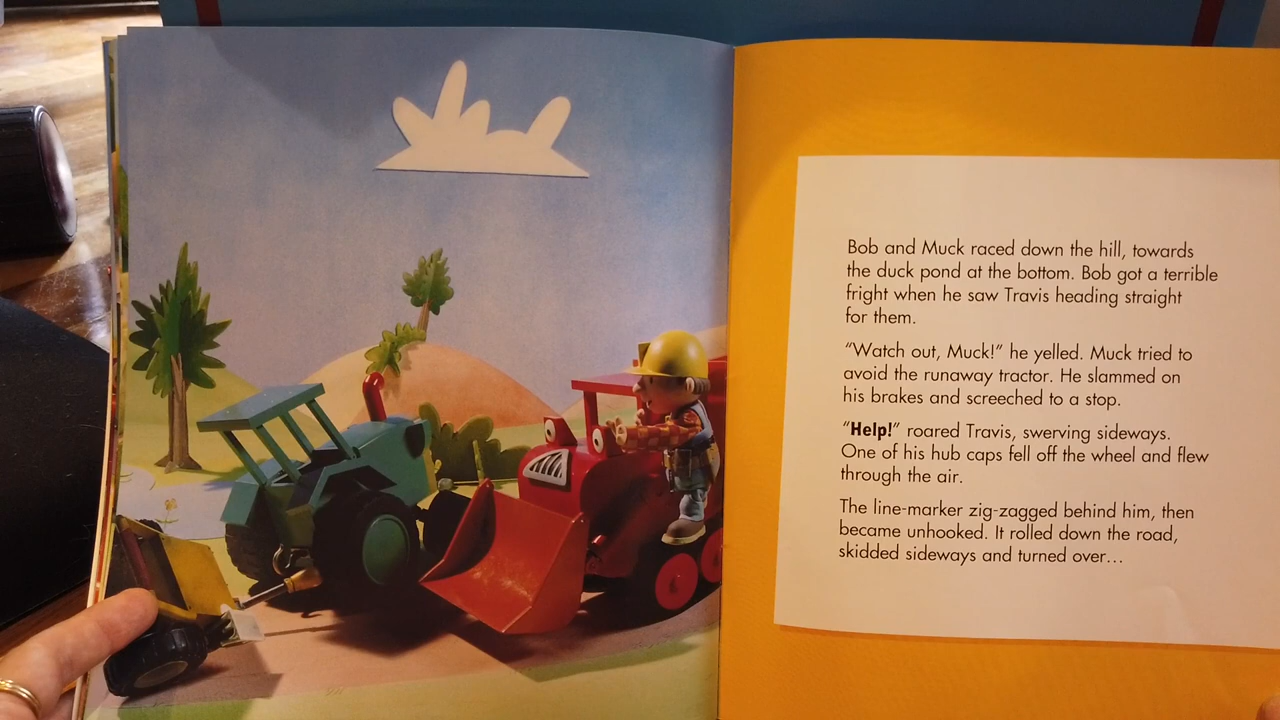 Bob and Muck raced down the hill, towards
the duck pond at the bottom. Bob got a terrible
fright when he saw Travis heading straight
for them.
“Watch out, Muck!” he yelled. Muck tried to
avoid the runaway tractor. He slammed on
his brakes and screeched to a stop.
“Help!” roared Travis, swerving sideways.
One of his hub caps fell off the wheel and flew
through the air.
The line-marker zig-zagged behind him, then
became unhooked. It rolled down the road,
skidded sideways and turned over...